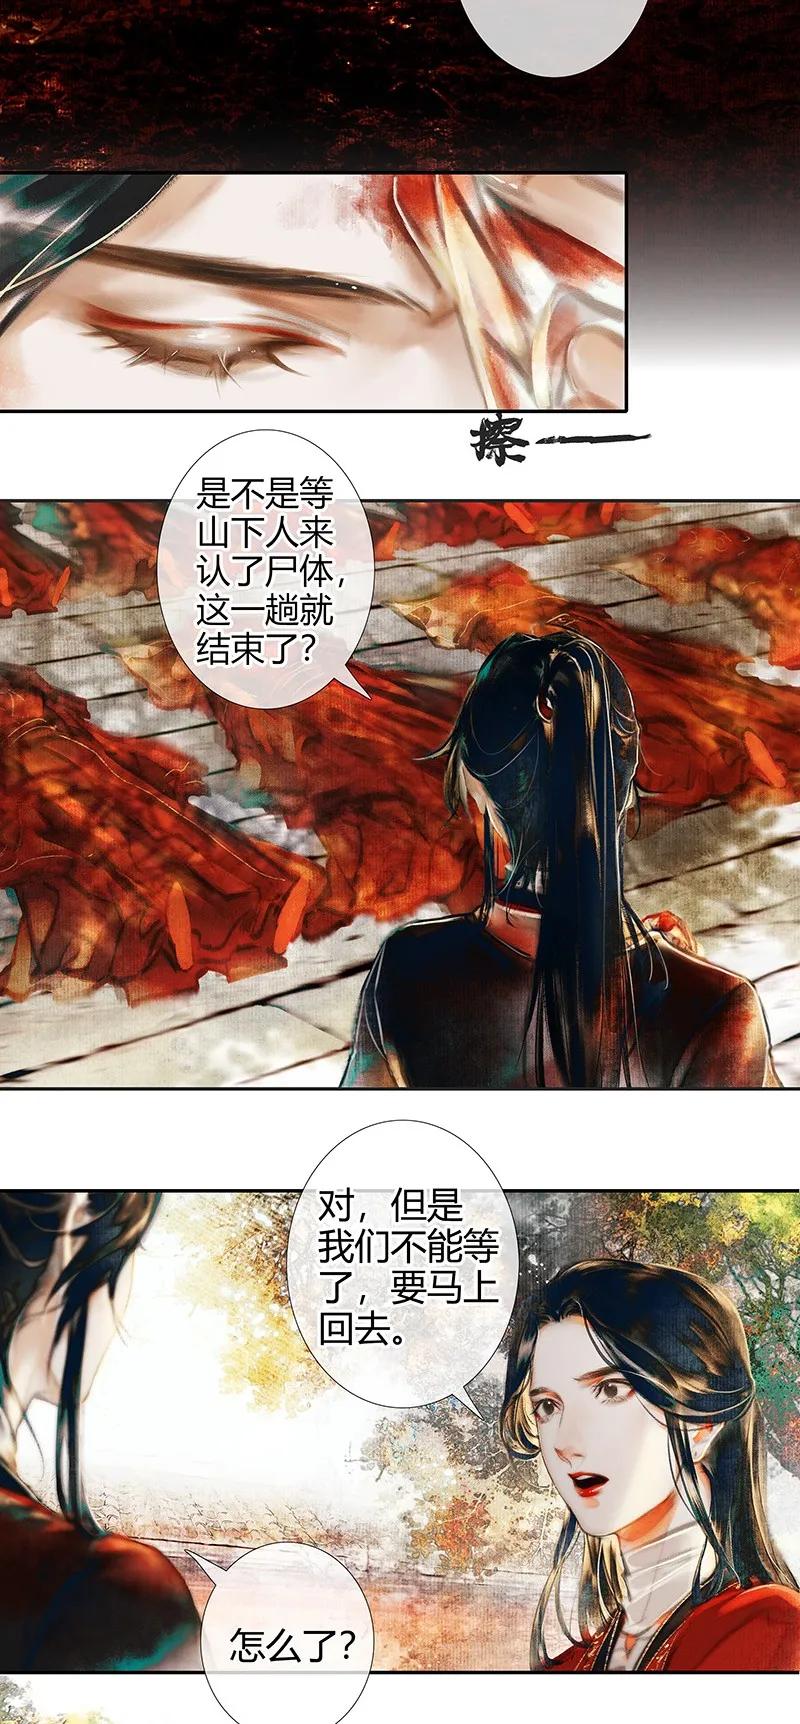 擦——
是不是等
山下人来
认了尸体，
这一趟就
结束了？
对，但是
我们不能等
了，要马上
回去。
怎么了？